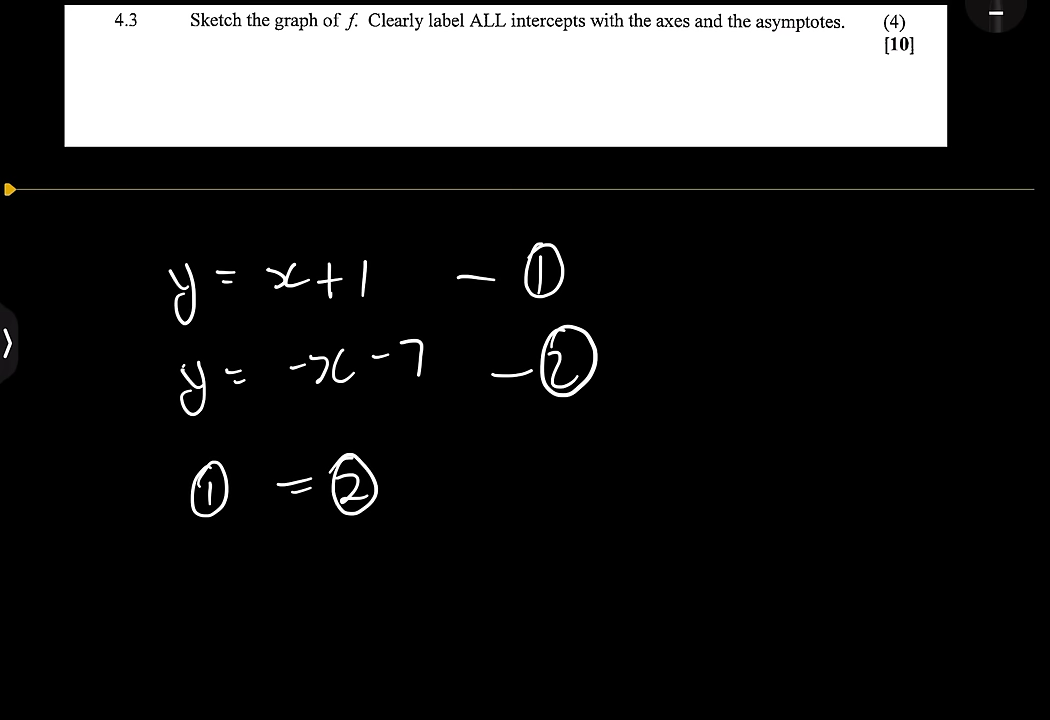 4.3 Sketch the graph of f. Clearly label ALL intercepts with the axes and the asymptotes. (4)
[10]
y = x + 1 - ①
y = -x - 7 - ②
① = ②